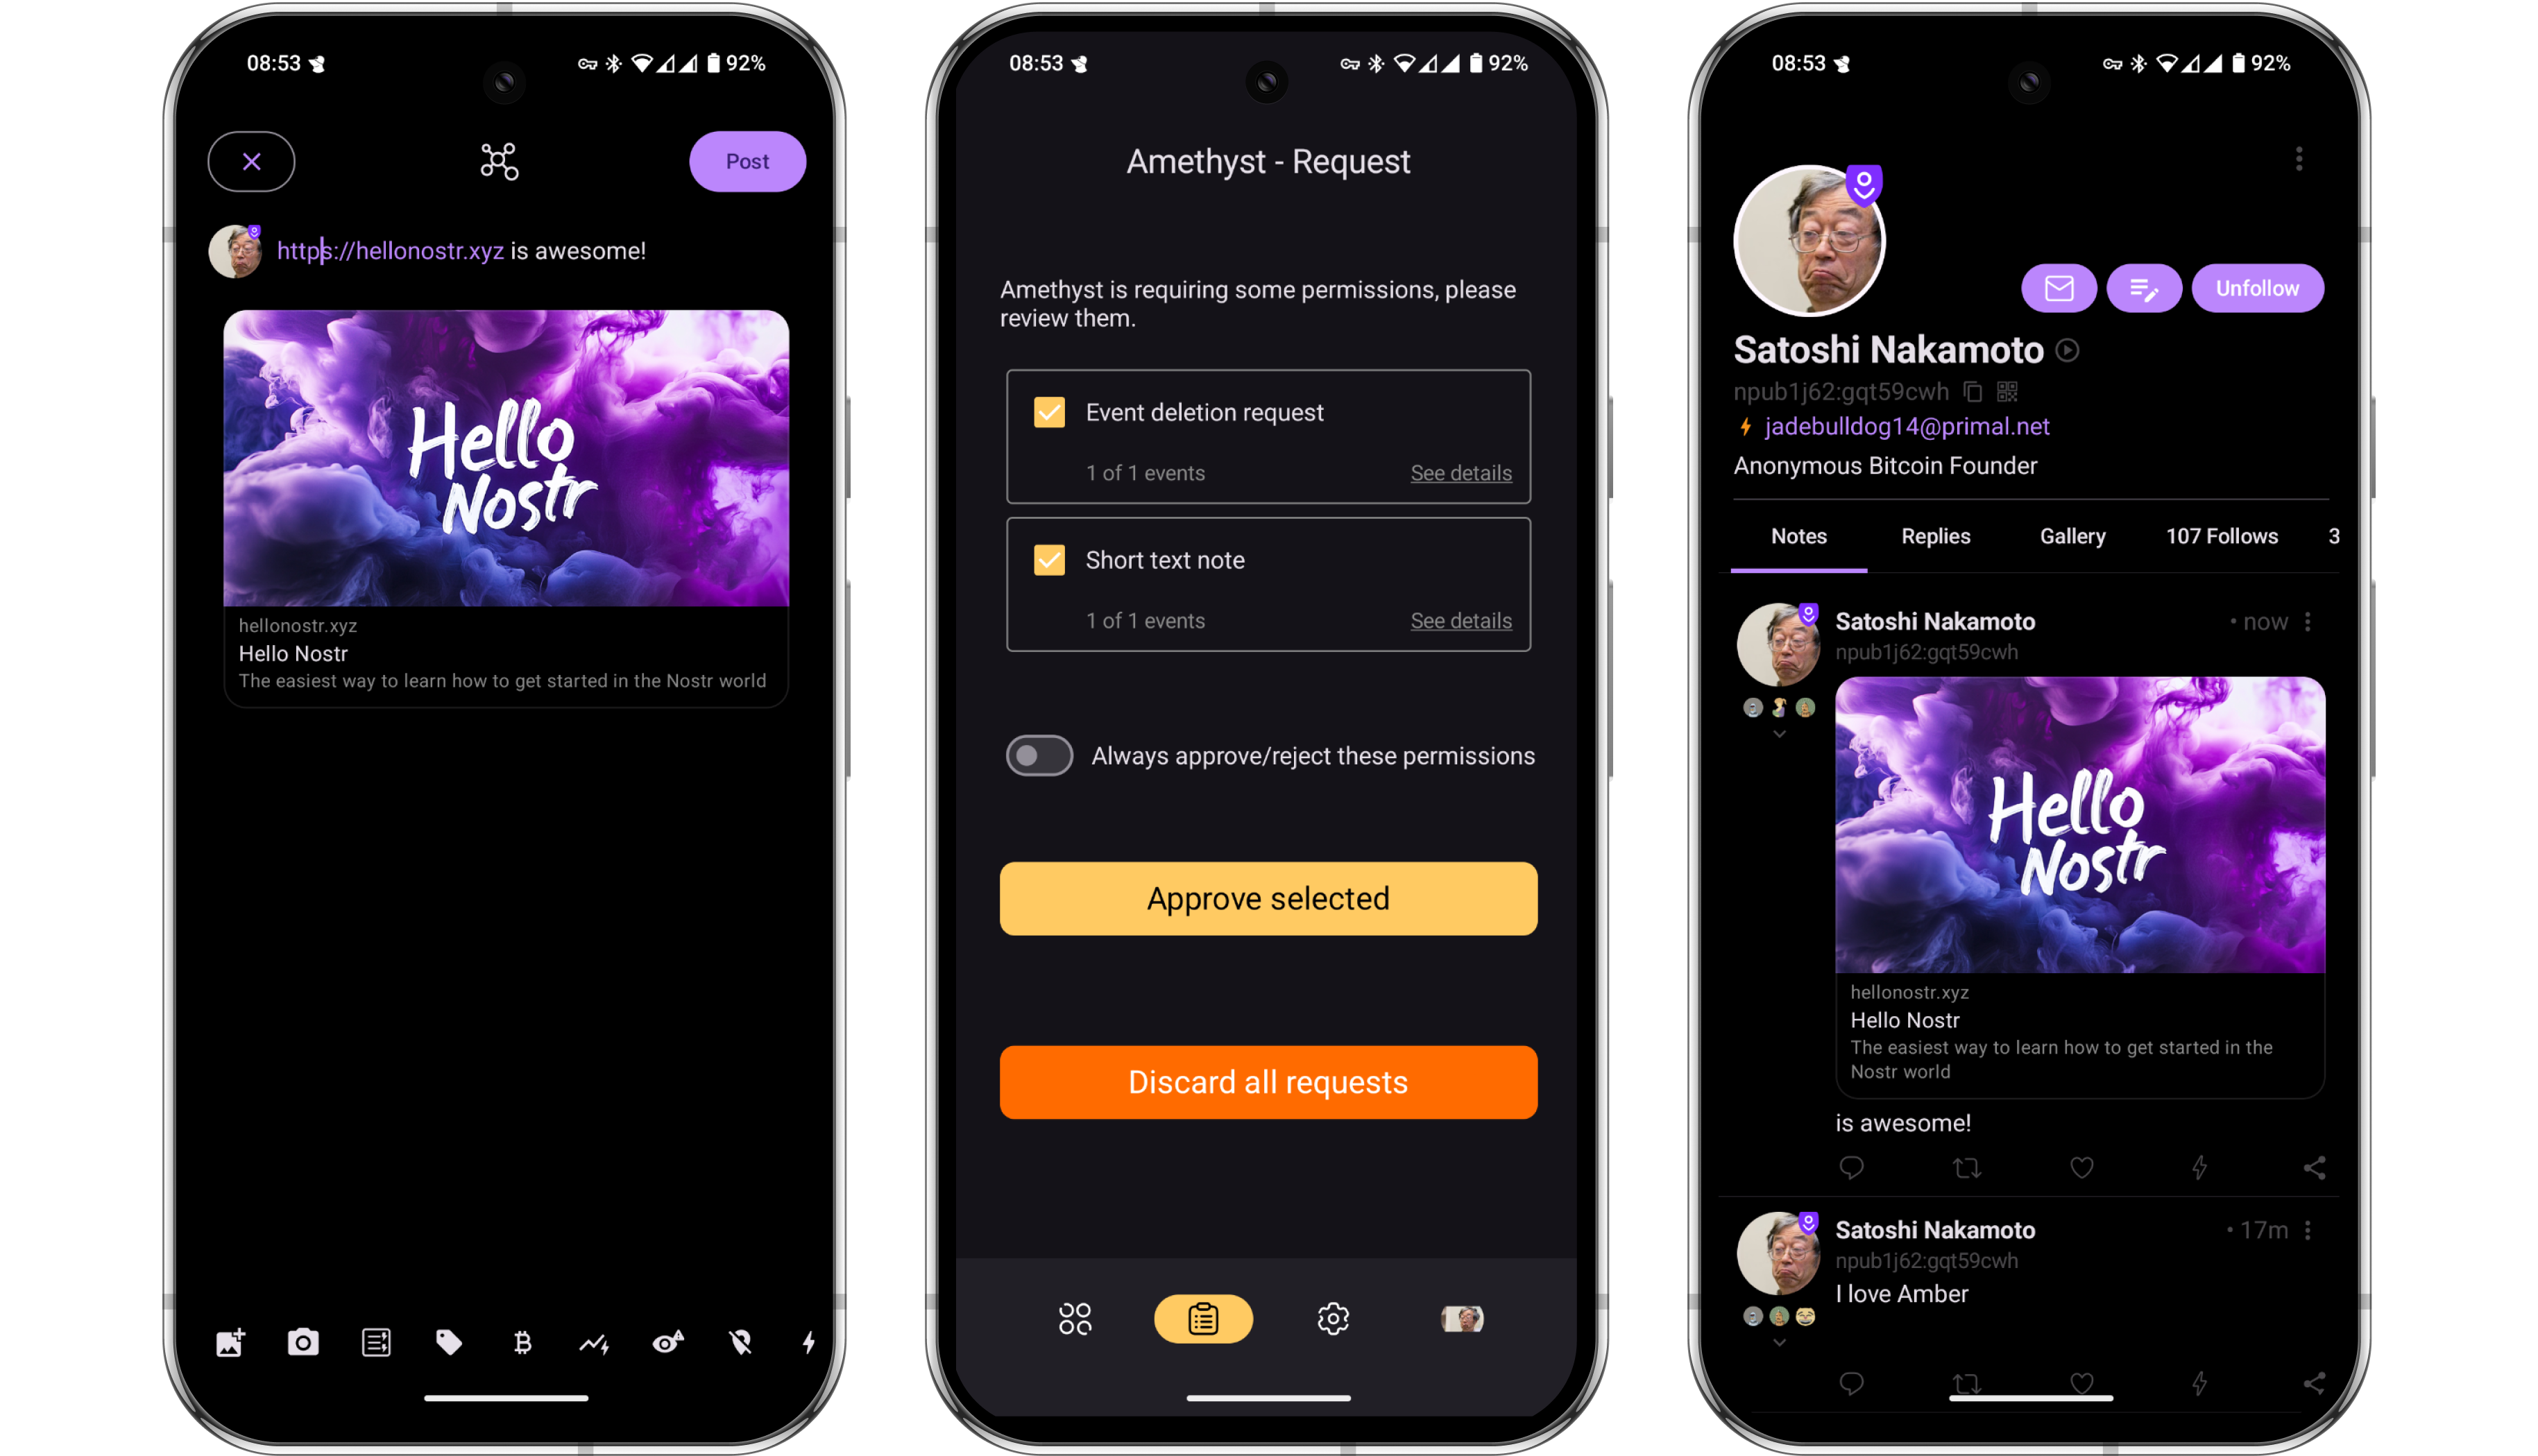 08:53
92%
Post
https://hellonostr.xyz is awesome!
Hello
Nostr
hellonostr.xyz
Hello Nostr
The easiest way to learn how to get started in the Nostr world
08:53
92%
Amethyst - Request
Amethyst is requiring some permissions, please
review them.
Event deletion request
1 of 1 events
See details
Short text note
1 of 1 events
See details
Always approve/reject these permissions
Approve selected
Discard all requests
08:53
92%
Unfollow
Satoshi Nakamoto
npub1j62:gqt59cwh
jadebulldog14@primal.net
Anonymous Bitcoin Founder
Notes
Replies
Gallery
107 Follows
3
Satoshi Nakamoto
• now
npub1j62:gqt59cwh
Hello
Nostr
hellonostr.xyz
Hello Nostr
The easiest way to learn how to get started in the
Nostr world
is awesome!
Satoshi Nakamoto
• 17m
npub1j62:gqt59cwh
I love Amber